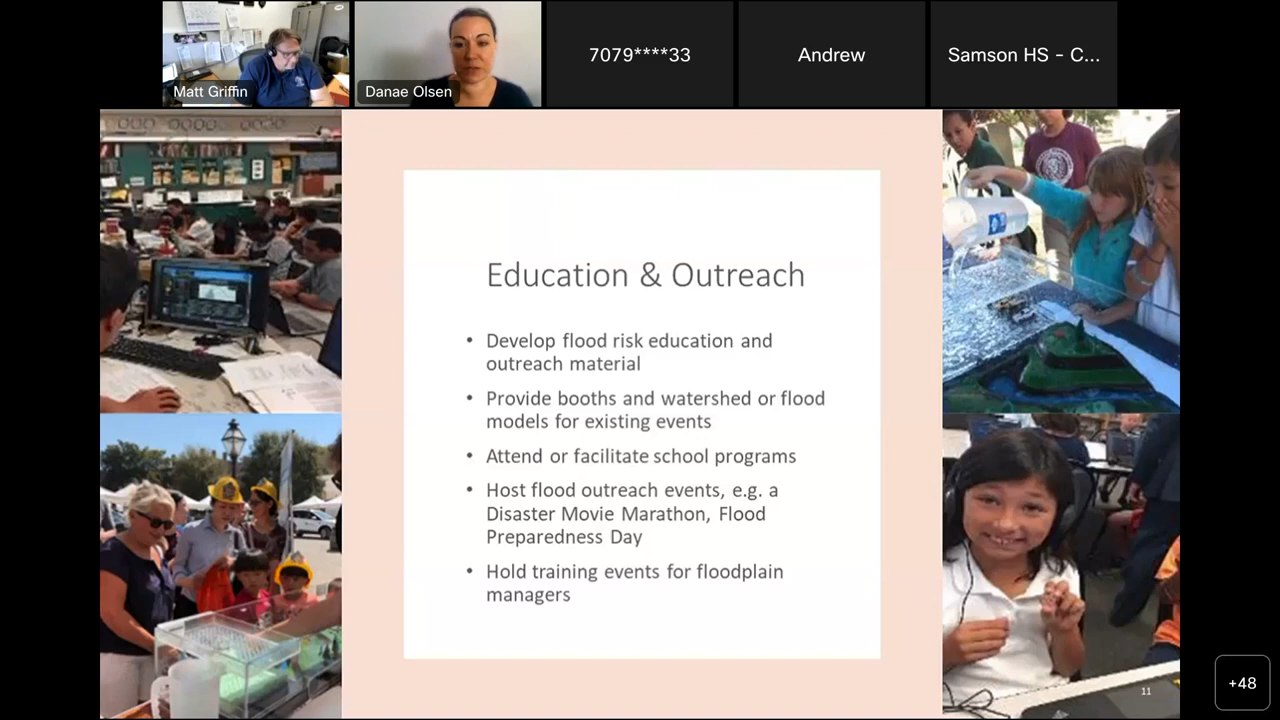 Matt Griffin
Danae Olsen
7079****33
Andrew
Samson HS - C...
Education & Outreach
• Develop flood risk education and
outreach material
• Provide booths and watershed or flood
models for existing events
• Attend or facilitate school programs
• Host flood outreach events, e.g. a
Disaster Movie Marathon, Flood
Preparedness Day
• Hold training events for floodplain
managers
11
+48